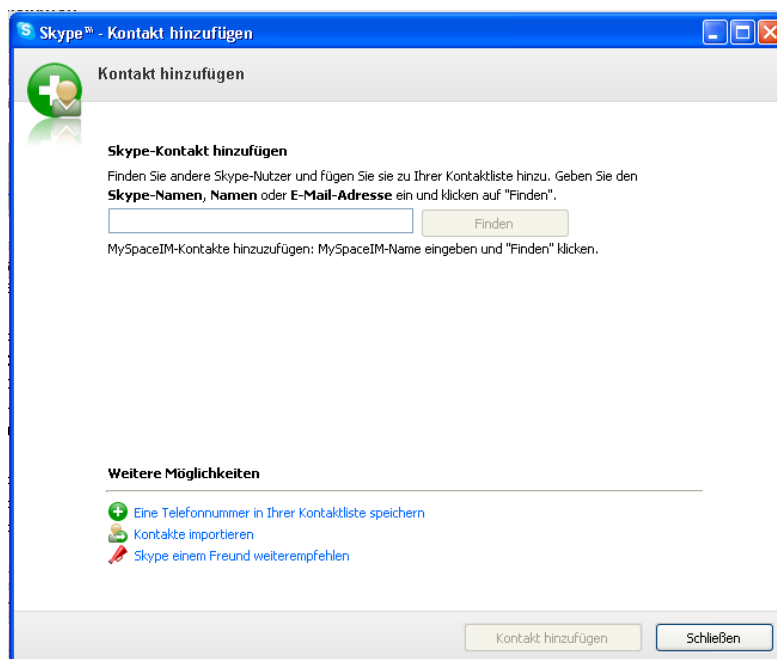 Skype™ - Kontakt hinzufügen
Kontakt hinzufügen
Skype-Kontakt hinzufügen
Finden Sie andere Skype-Nutzer und fügen Sie sie zu Ihrer Kontaktliste hinzu. Geben Sie den
Skype-Namen, Namen oder E-Mail-Adresse ein und klicken auf "Finden".
Finden
MySpaceIM-Kontakte hinzuzufügen: MySpaceIM-Name eingeben und "Finden" klicken.
Weitere Möglichkeiten
Eine Telefonnummer in Ihrer Kontaktliste speichern
Kontakte importieren
Skype einem Freund weiterempfehlen
Kontakt hinzufügen
Schließen